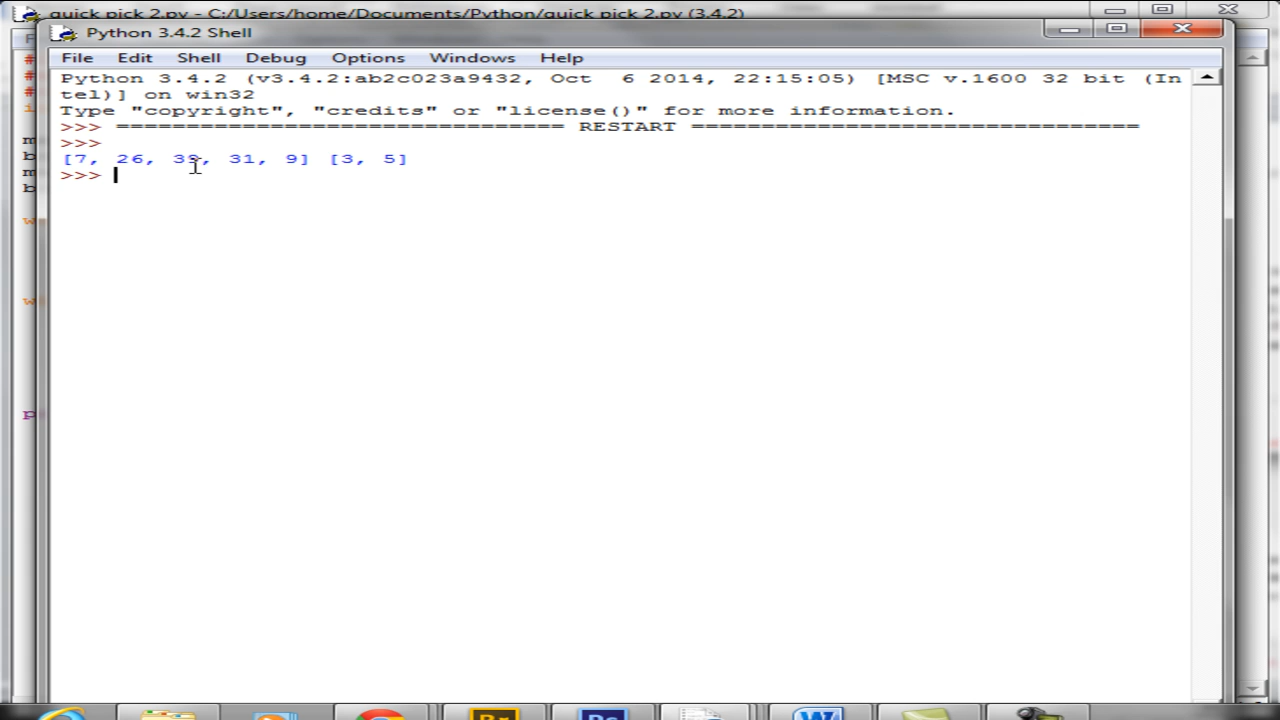 quick pick 2.py - C:/Users/home/Documents/Python/quick pick 2.py (3.4.2)
Python 3.4.2 Shell
File Edit Shell Debug Options Windows Help
Python 3.4.2 (v3.4.2:ab2c023a9432, Oct  6 2014, 22:15:05) [MSC v.1600 32 bit (In
tel)] on win32
Type "copyright", "credits" or "license()" for more information.
>>> ================================ RESTART ================================
>>>
[7, 26, 39, 31, 9] [3, 5]
>>>